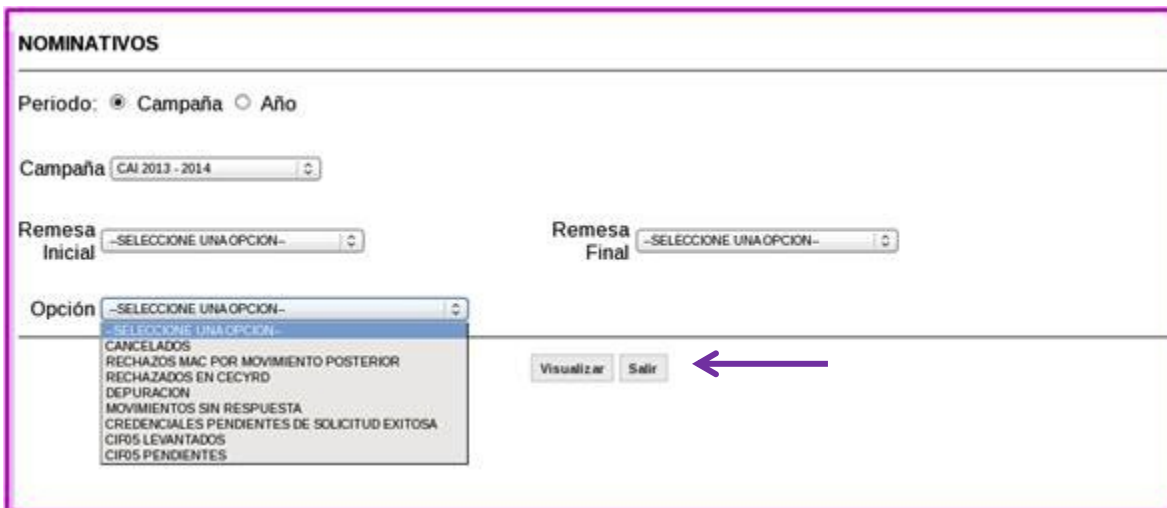 NOMINATIVOS
Periodo: Campaña Año
Campaña CAI 2013 - 2014
Remesa Inicial --SELECCIONE UNA OPCION-- Remesa Final --SELECCIONE UNA OPCION--
Opción --SELECCIONE UNA OPCION--
--SELECCIONE UNA OPCION--
CANCELADOS
RECHAZOS MAC POR MOVIMIENTO POSTERIOR
RECHAZADOS EN CECYRD
DEPURACION
MOVIMIENTOS SIN RESPUESTA
CREDENCIALES PENDIENTES DE SOLICITUD EXITOSA
CIF05 LEVANTADOS
CIF05 PENDIENTES
Visualizar Salir